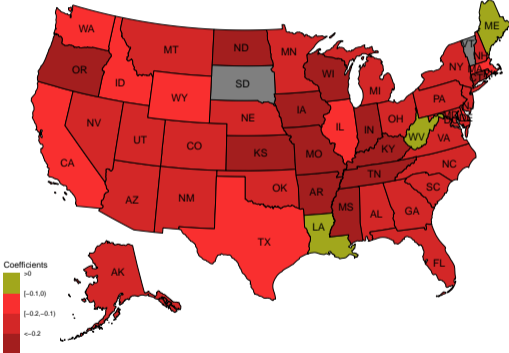 WA
ME
MT
ND
MN
VT
NH
OR
ID
SD
WI
NY
WY
MI
IA
PA
NE
NV
IL
IN
OH
UT
CO
WV
VA
CA
KS
MO
KY
NC
TN
AZ
NM
OK
AR
SC
MS
AL
GA
LA
TX
FL
AK
Coefficients
>0
[−0.1,0)
[−0.2,−0.1)
<−0.2